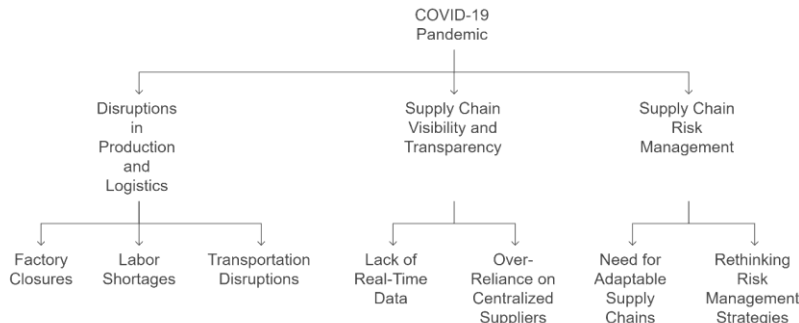 COVID-19
Pandemic
Disruptions
in
Production
and
Logistics
Supply Chain
Visibility and
Transparency
Supply Chain
Risk
Management
Factory
Closures
Labor
Shortages
Transportation
Disruptions
Lack of
Real-Time
Data
Over-
Reliance on
Centralized
Suppliers
Need for
Adaptable
Supply
Chains
Rethinking
Risk
Management
Strategies